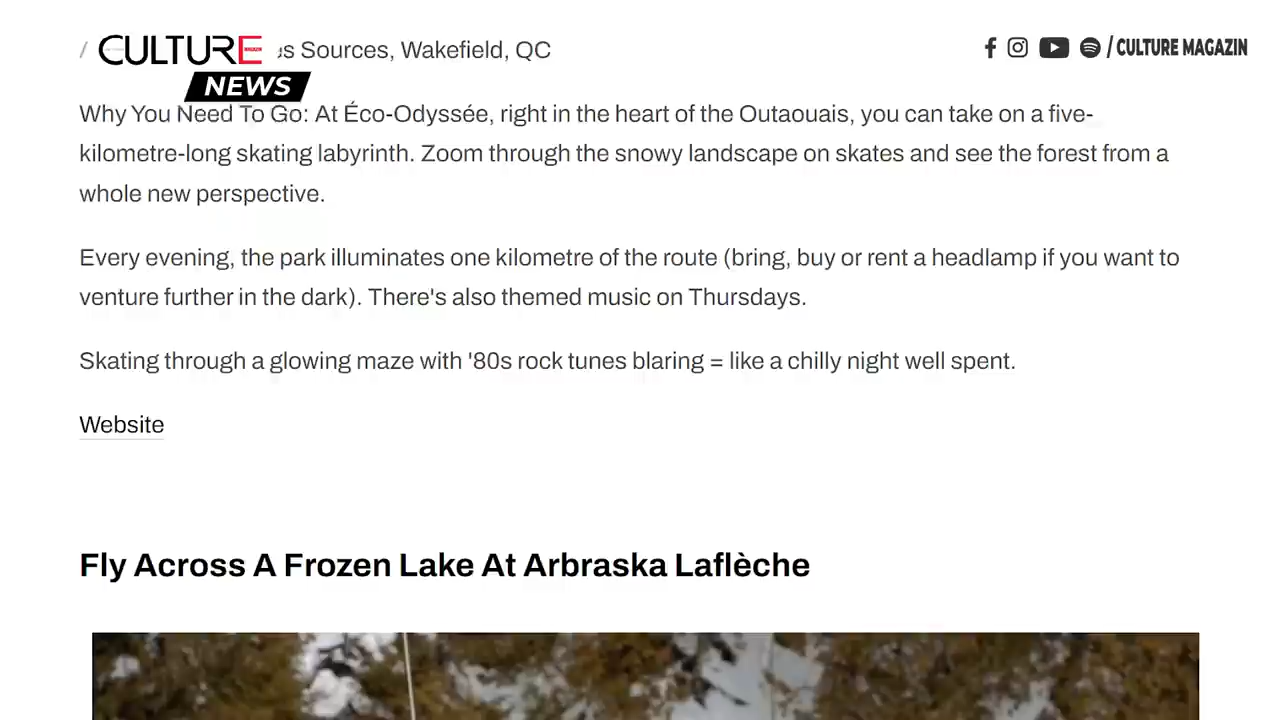 CULTURE
NEWS
/ CULTURE MAGAZIN
Sources, Wakefield, QC
Why You Need To Go: At Éco-Odyssée, right in the heart of the Outaouais, you can take on a five-
kilometre-long skating labyrinth. Zoom through the snowy landscape on skates and see the forest from a
whole new perspective.
Every evening, the park illuminates one kilometre of the route (bring, buy or rent a headlamp if you want to
venture further in the dark). There's also themed music on Thursdays.
Skating through a glowing maze with '80s rock tunes blaring = like a chilly night well spent.
Website
Fly Across A Frozen Lake At Arbraska Laflèche